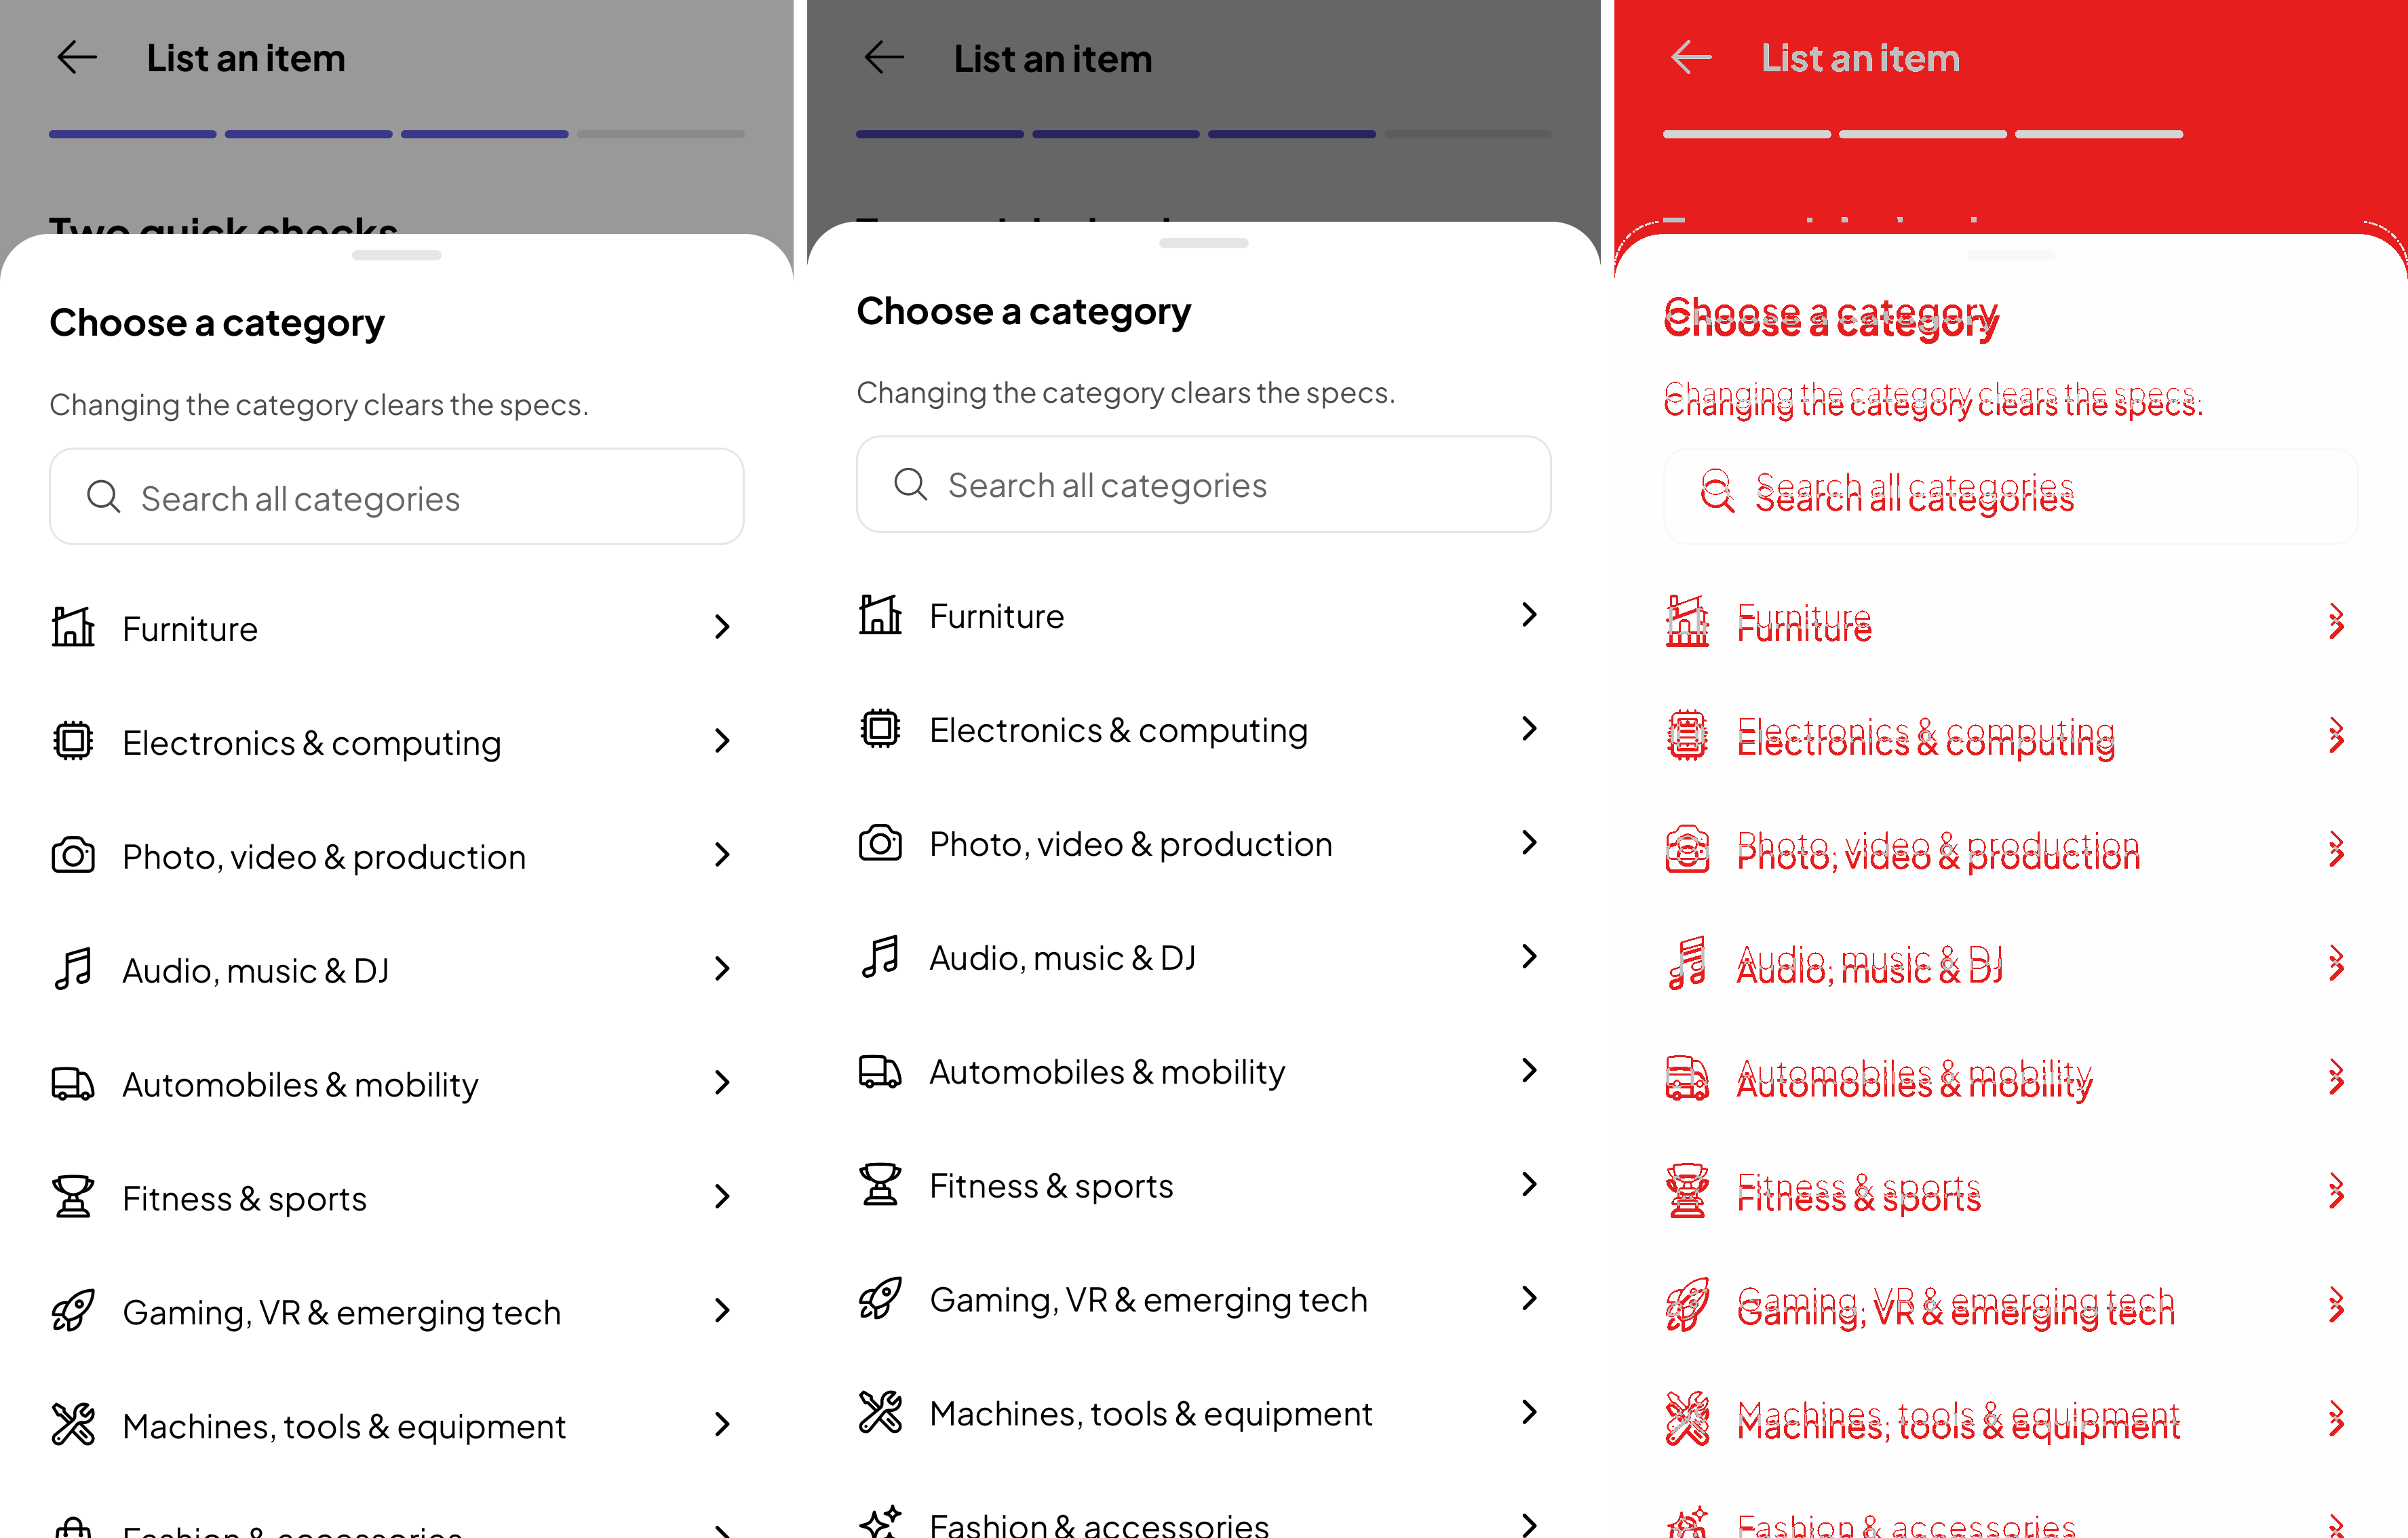 List an item
Two quick checks
Choose a category
Changing the category clears the specs.
Search all categories
Furniture
Electronics & computing
Photo, video & production
Audio, music & DJ
Automobiles & mobility
Fitness & sports
Gaming, VR & emerging tech
Machines, tools & equipment
Fashion & accessories
List an item
Choose a category
Changing the category clears the specs.
Search all categories
Furniture
Electronics & computing
Photo, video & production
Audio, music & DJ
Automobiles & mobility
Fitness & sports
Gaming, VR & emerging tech
Machines, tools & equipment
Fashion & accessories
List an item
Choose a category
Changing the category clears the specs.
Search all categories
Furniture
Electronics & computing
Photo, video & production
Audio, music & DJ
Automobiles & mobility
Fitness & sports
Gaming, VR & emerging tech
Machines, tools & equipment
Fashion & accessories